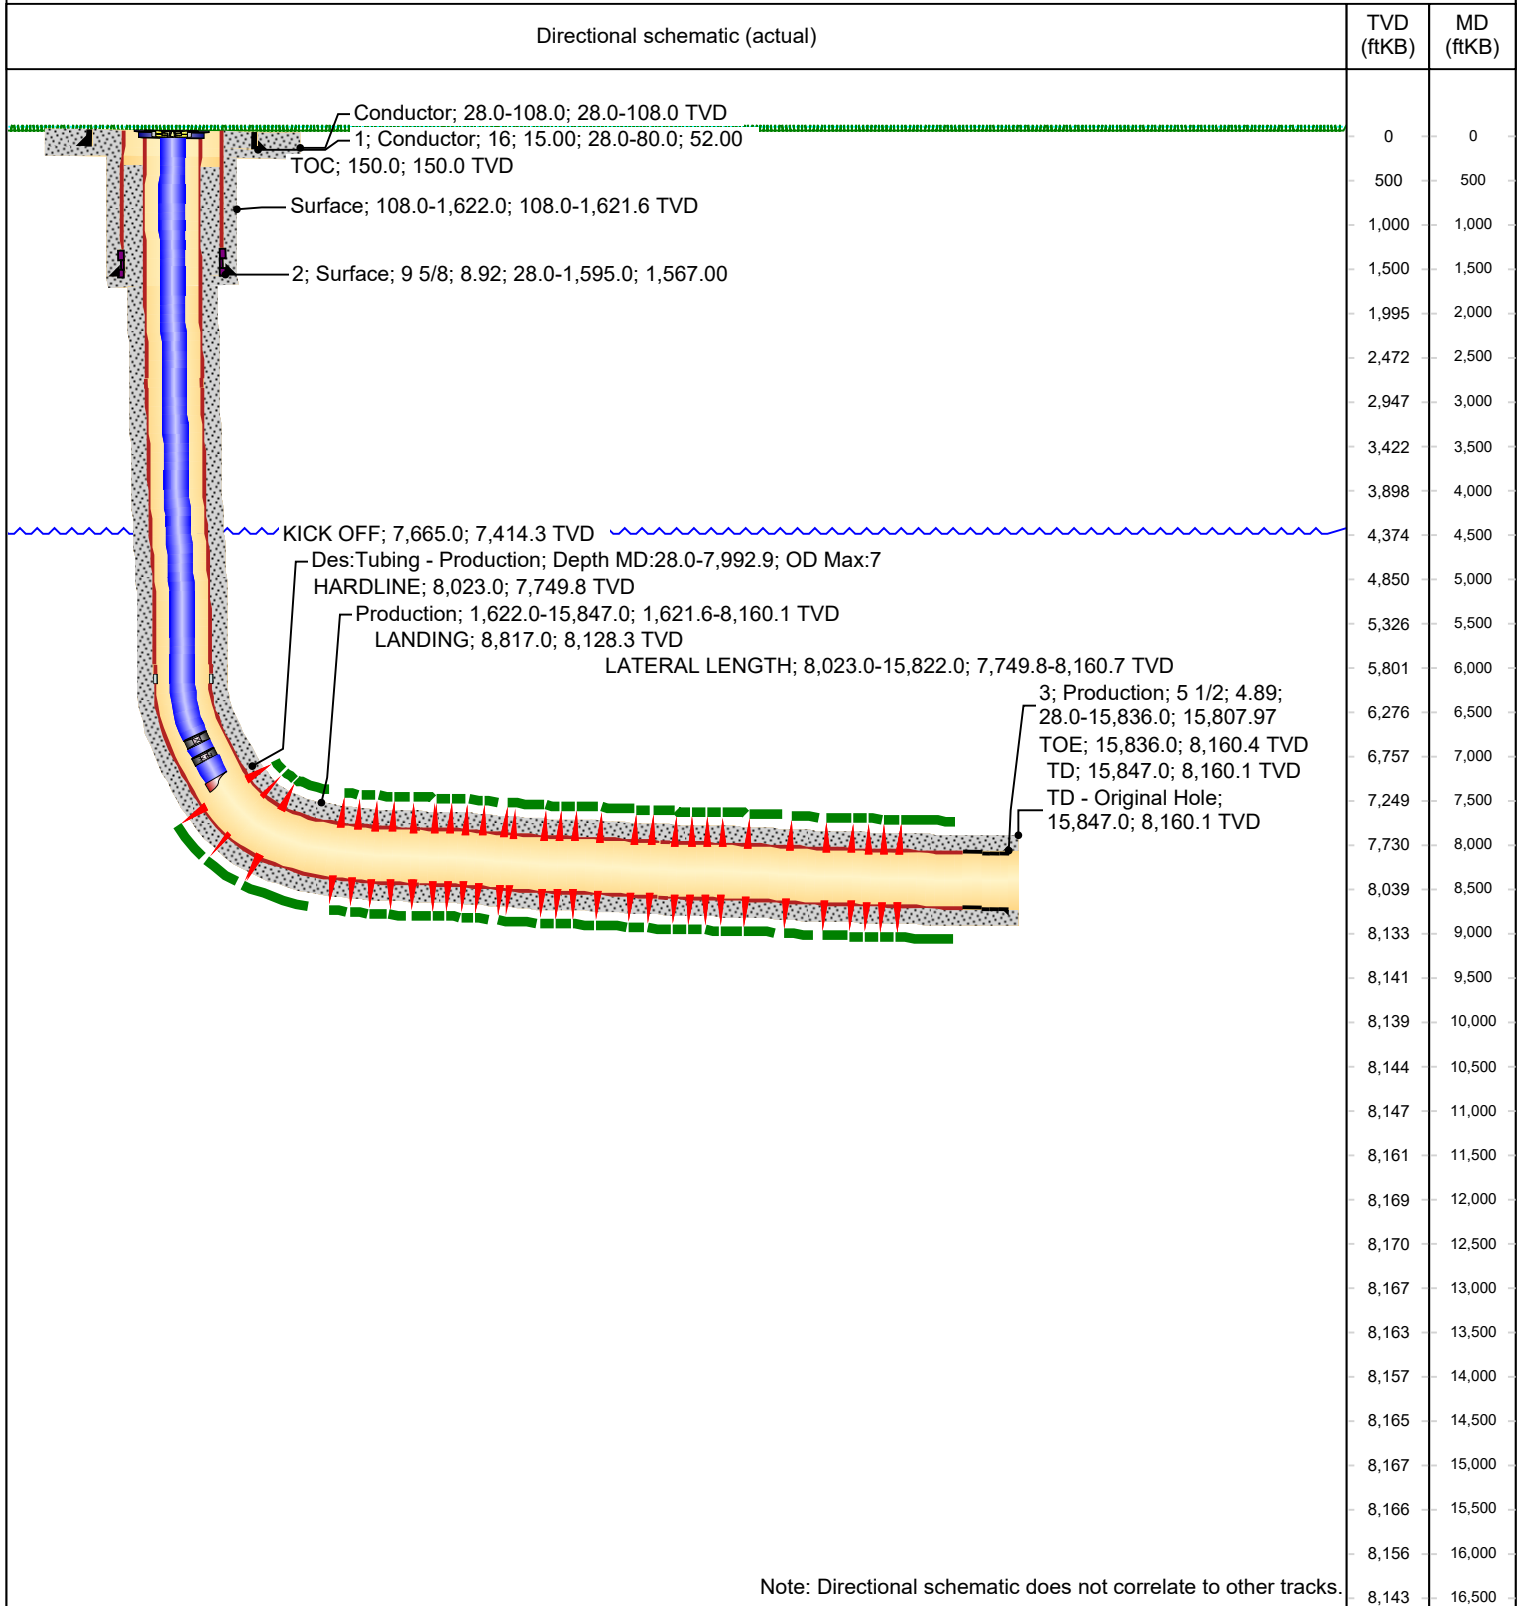 Directional schematic (actual)
TVD
(ftKB)
MD
(ftKB)
Conductor; 28.0-108.0; 28.0-108.0 TVD
1; Conductor; 16; 15.00; 28.0-80.0; 52.00
TOC; 150.0; 150.0 TVD
Surface; 108.0-1,622.0; 108.0-1,621.6 TVD
2; Surface; 9 5/8; 8.92; 28.0-1,595.0; 1,567.00
KICK OFF; 7,665.0; 7,414.3 TVD
Des:Tubing - Production; Depth MD:28.0-7,992.9; OD Max:7
HARDLINE; 8,023.0; 7,749.8 TVD
Production; 1,622.0-15,847.0; 1,621.6-8,160.1 TVD
LANDING; 8,817.0; 8,128.3 TVD
LATERAL LENGTH; 8,023.0-15,822.0; 7,749.8-8,160.7 TVD
3; Production; 5 1/2; 4.89;
28.0-15,836.0; 15,807.97
TOE; 15,836.0; 8,160.4 TVD
TD; 15,847.0; 8,160.1 TVD
TD - Original Hole;
15,847.0; 8,160.1 TVD
0 0
500 500
1,000 1,000
1,500 1,500
1,995 2,000
2,472 2,500
2,947 3,000
3,422 3,500
3,898 4,000
4,374 4,500
4,850 5,000
5,326 5,500
5,801 6,000
6,276 6,500
6,757 7,000
7,249 7,500
7,730 8,000
8,039 8,500
8,133 9,000
8,141 9,500
8,139 10,000
8,144 10,500
8,147 11,000
8,161 11,500
8,169 12,000
8,170 12,500
8,167 13,000
8,163 13,500
8,157 14,000
8,165 14,500
8,167 15,000
8,166 15,500
8,156 16,000
8,143 16,500
Note: Directional schematic does not correlate to other tracks.